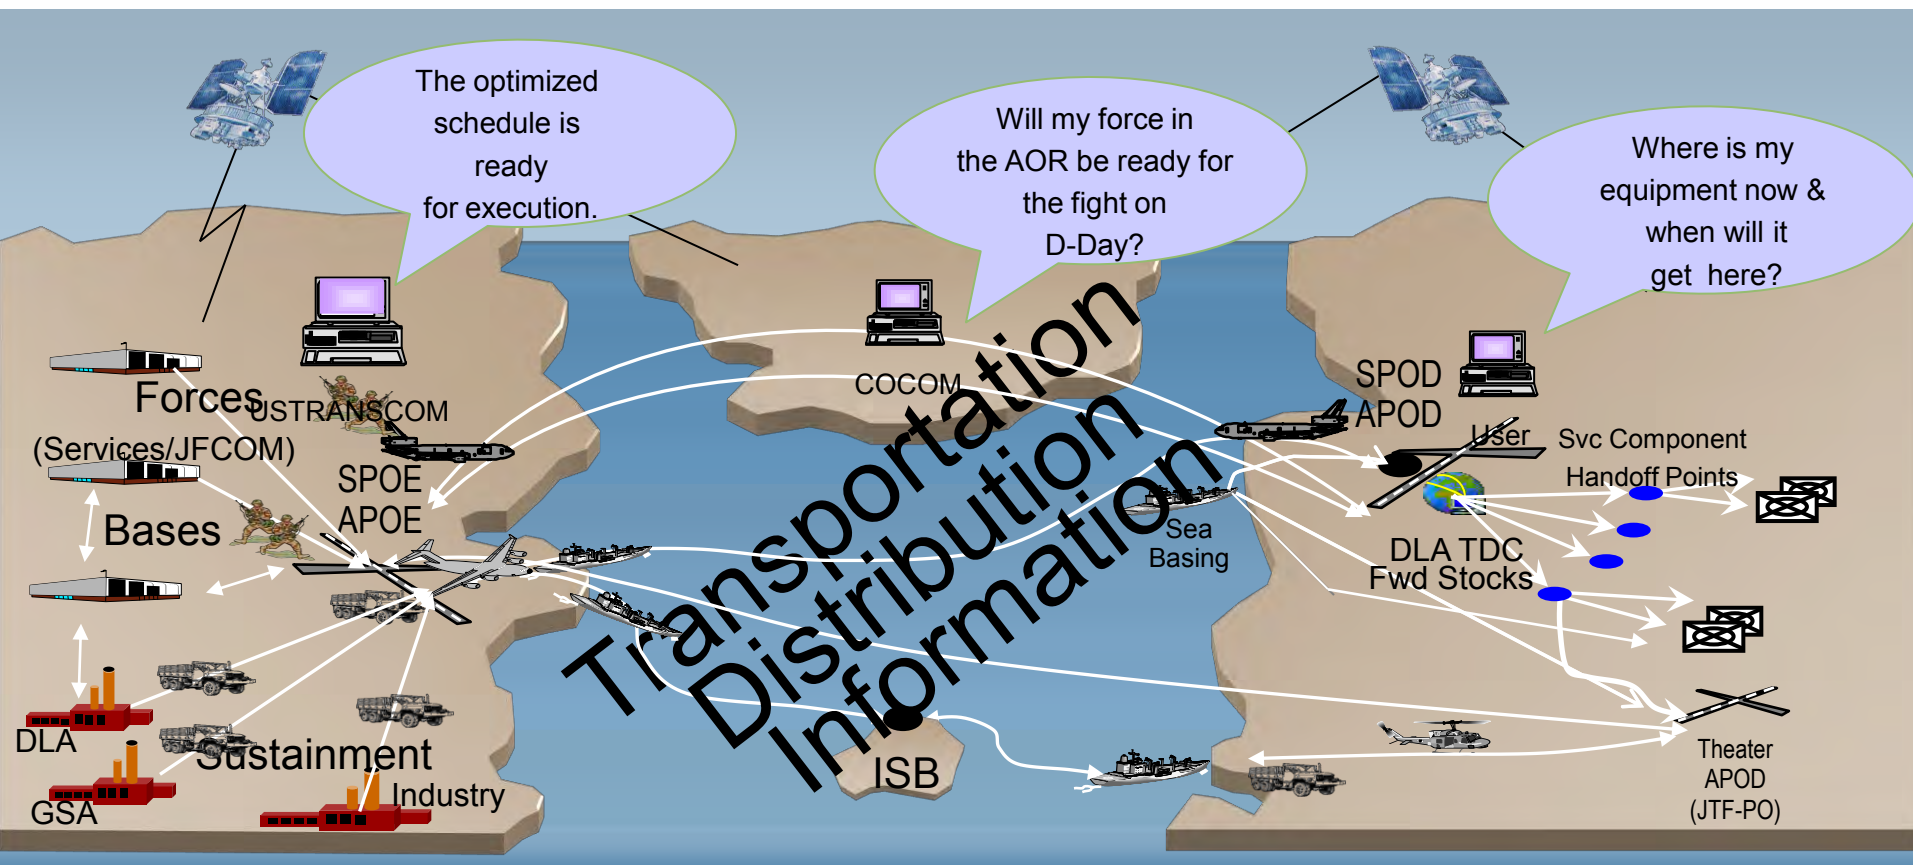 The optimized
schedule is
ready
for execution.
Will my force in
the AOR be ready for
the fight on
D-Day?
Where is my
equipment now &
when will it
get here?
Forces
USTRANSCOM
(Services/JFCOM)
SPOE
APOE
Bases
COCOM
SPOD
APOD
User
Svc Component
Handoff Points
Sea
Basing
DLA TDC
Fwd Stocks
Transportation
Distribution
Information
DLA
Sustainment
GSA
Industry
ISB
Theater
APOD
(JTF-PO)